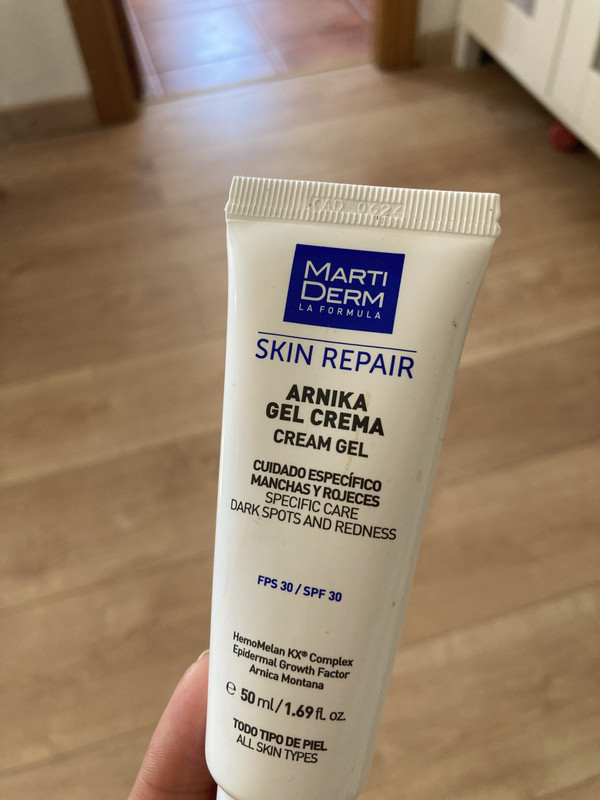 CAD 0627
MARTI
DERM
LA FORMULA
SKIN REPAIR
ARNIKA
GEL CREMA
CREAM GEL
CUIDADO ESPECÍFICO
MANCHAS Y ROJECES
SPECIFIC CARE
DARK SPOTS AND REDNESS
FPS 30 / SPF 30
HemoMelan KX® Complex
Epidermal Growth Factor
Arnica Montana
℮ 50 ml / 1.69 fl. oz.
TODO TIPO DE PIEL
ALL SKIN TYPES